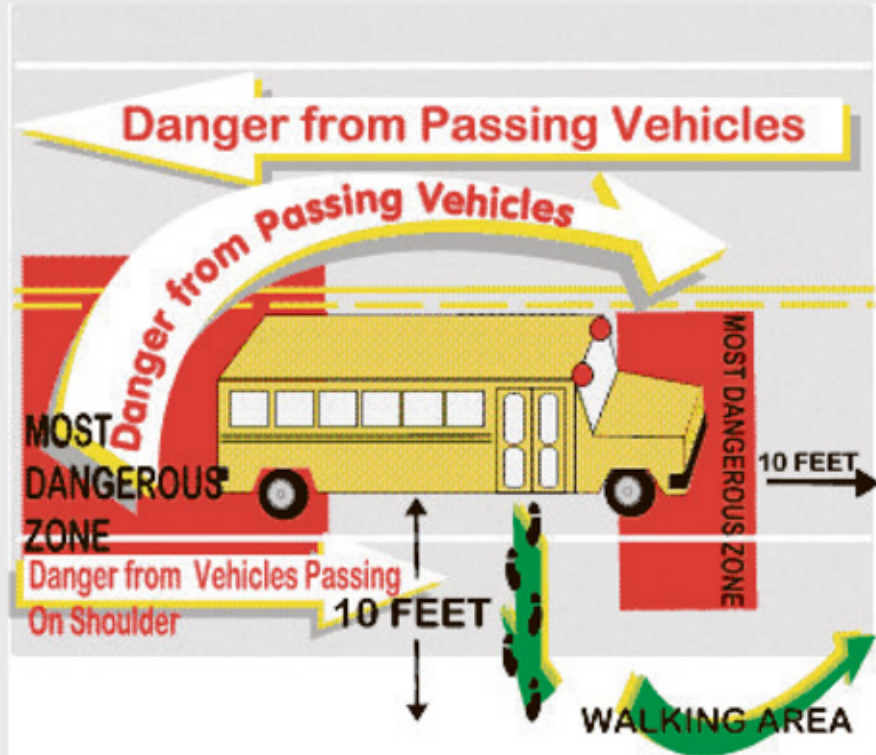 Danger from Passing Vehicles
Danger from Passing Vehicles
MOST DANGEROUS ZONE
MOST
DANGEROUS
ZONE
10 FEET
Danger from Vehicles Passing
On Shoulder
10 FEET
WALKING AREA